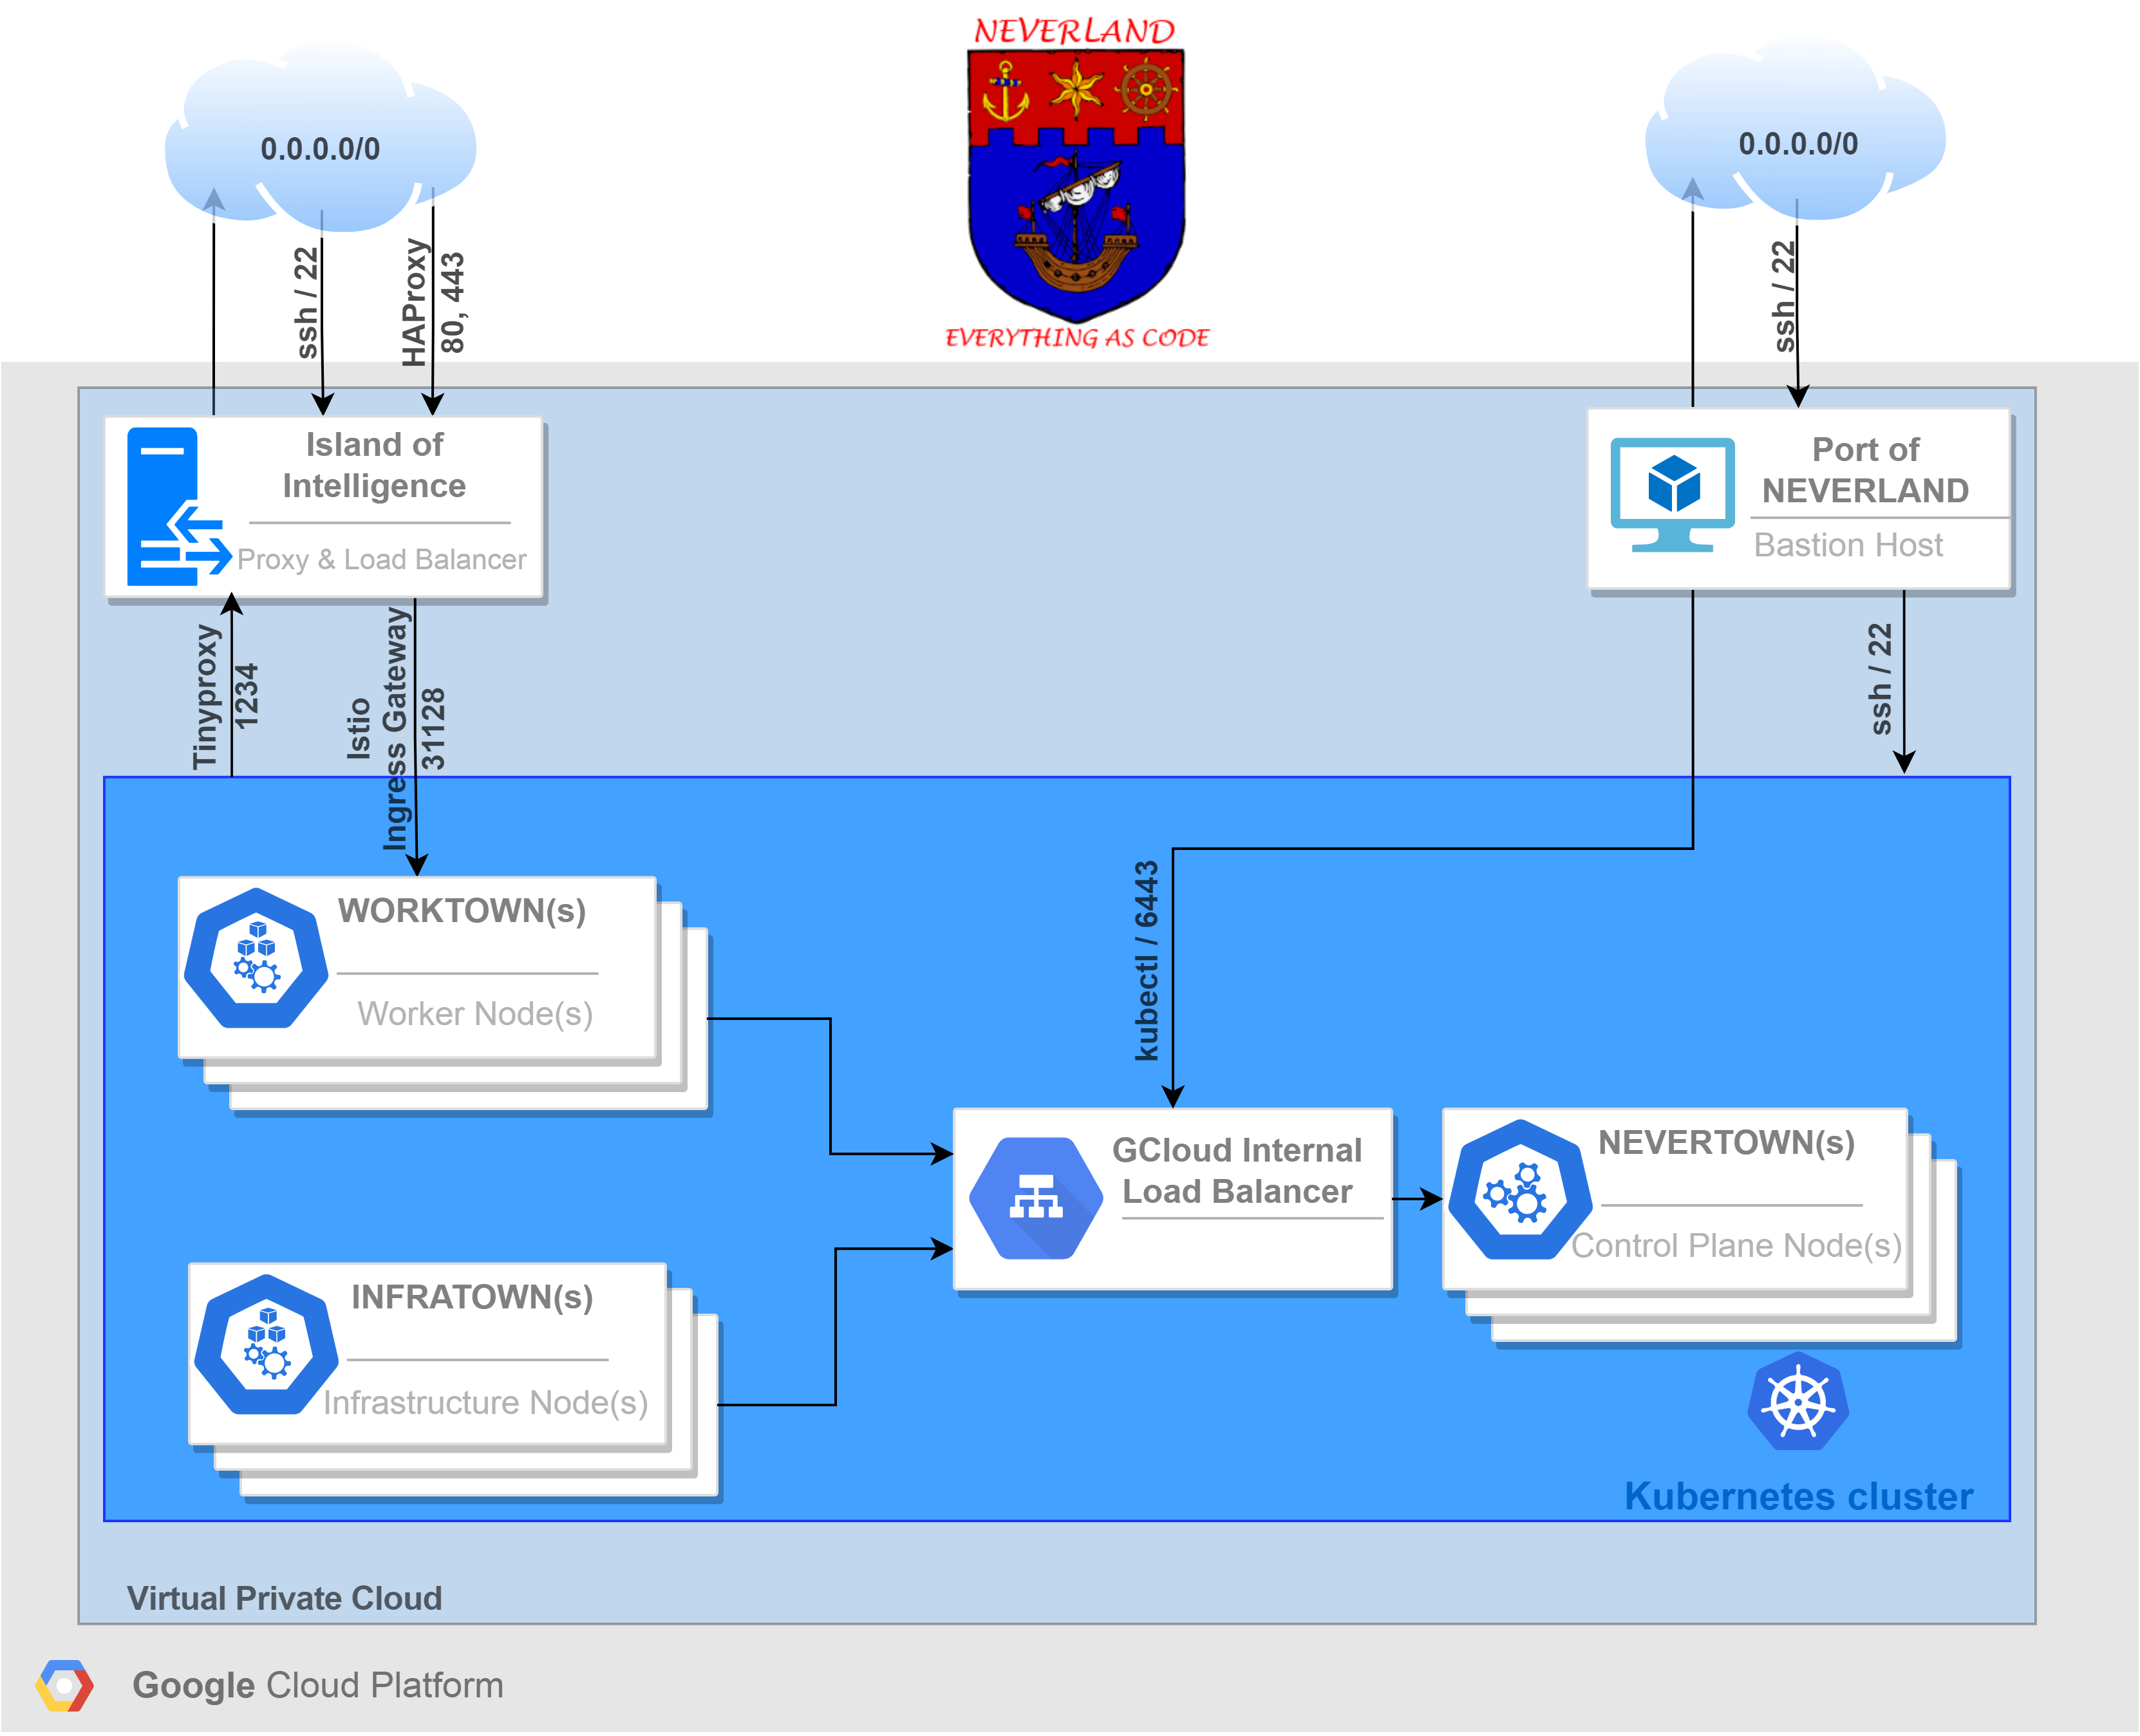 NEVERLAND
EVERYTHING AS CODE
0.0.0.0/0
0.0.0.0/0
ssh / 22
HAProxy
80, 443
ssh / 22
Island of
Intelligence
Proxy & Load Balancer
Port of
NEVERLAND
Bastion Host
Tinyproxy
1234
Istio
Ingress Gateway
31128
ssh / 22
WORKTOWN(s)
Worker Node(s)
kubectl / 6443
GCloud Internal
Load Balancer
NEVERTOWN(s)
Control Plane Node(s)
INFRATOWN(s)
Infrastructure Node(s)
Kubernetes cluster
Virtual Private Cloud
Google Cloud Platform